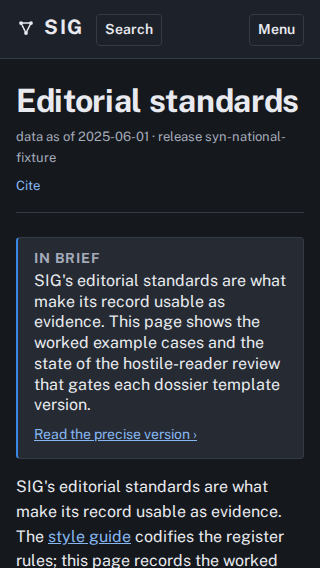 SIG Search Menu
Editorial standards
data as of 2025-06-01 · release syn-national-
fixture
Cite
IN BRIEF
SIG's editorial standards are what
make its record usable as
evidence. This page shows the
worked example cases and the
state of the hostile-reader review
that gates each dossier template
version.
Read the precise version ›
SIG's editorial standards are what
make its record usable as evidence.
The style guide codifies the register
rules; this page records the worked